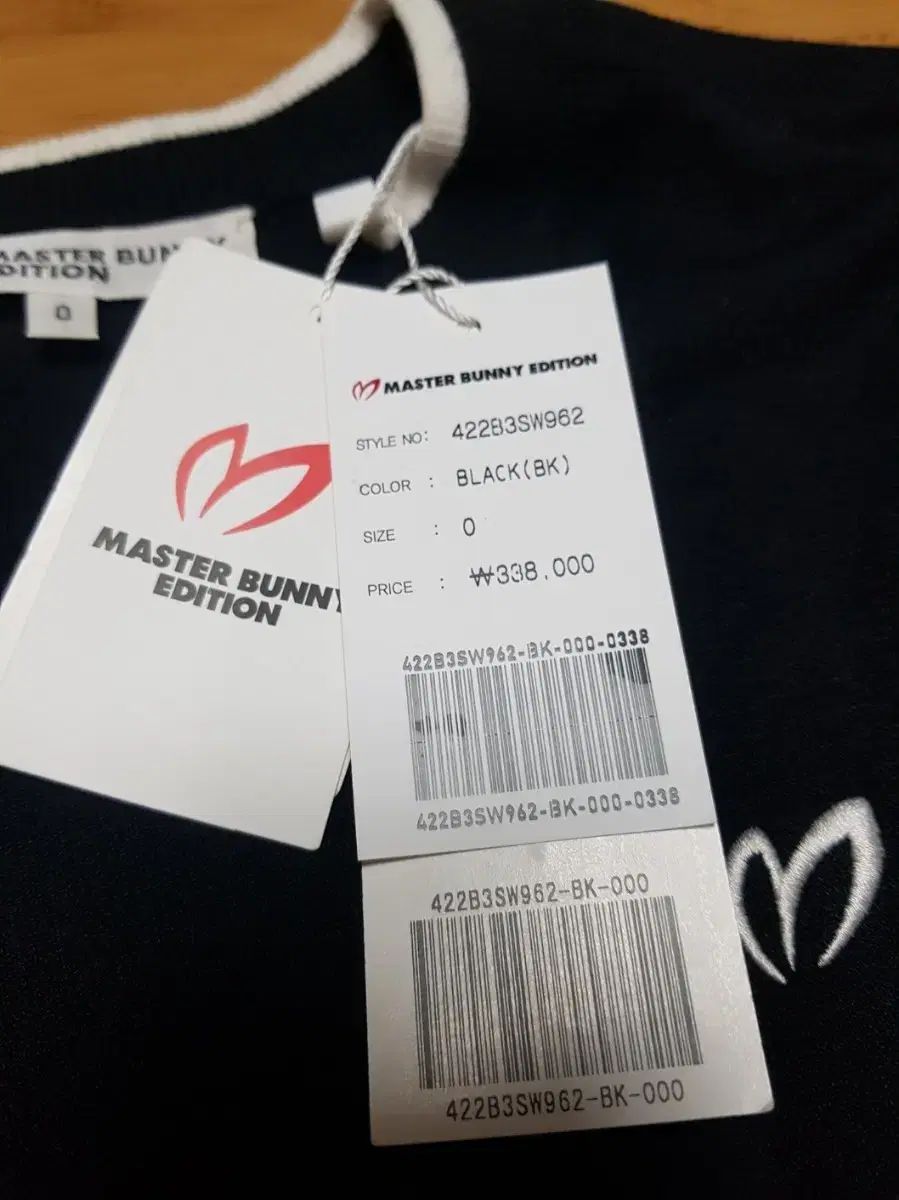 MASTER BUNNY
EDITION
0
MASTER BUNNY
EDITION
MASTER BUNNY EDITION
STYLE NO: 422B3SW962
COLOR : BLACK(BK)
SIZE : 0
PRICE : ₩338.000
422B3SW962-BK-000-0338
422B3SW962-BK-000-0338
422B3SW962-BK-000
422B3SW962-BK-000